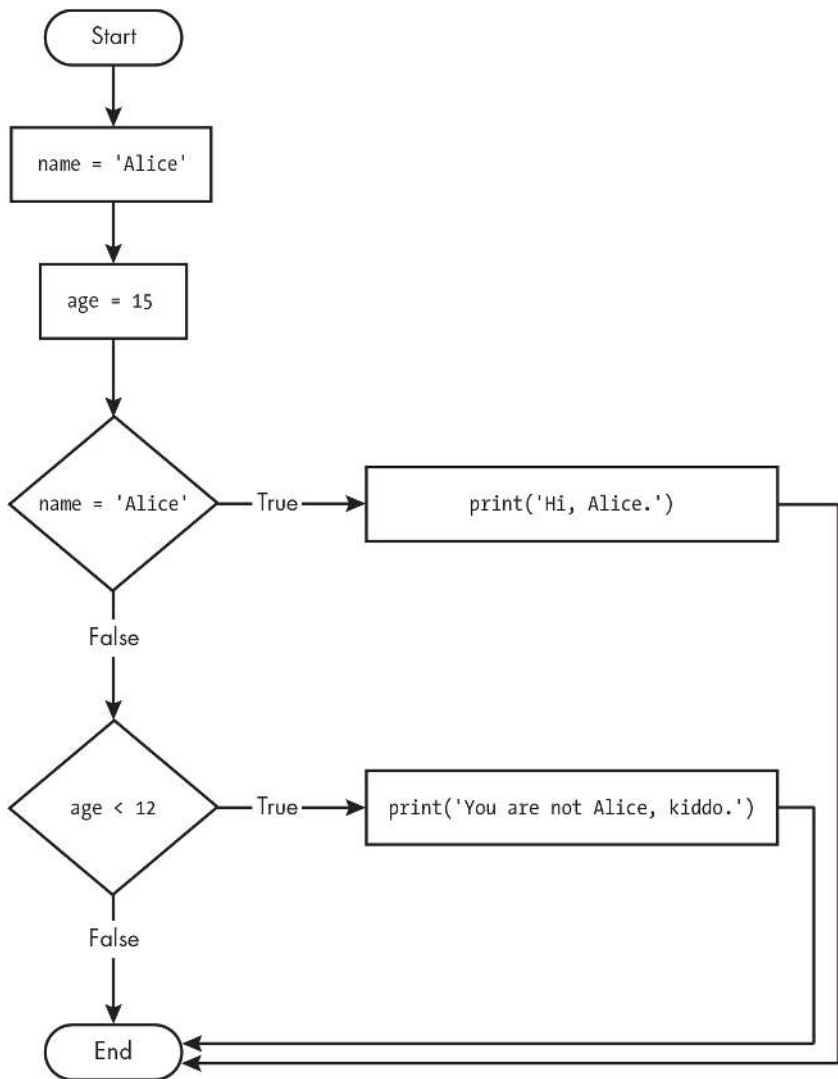 Start
name = 'Alice'
age = 15
name = 'Alice'
True
print('Hi, Alice.')
False
age < 12
True
print('You are not Alice, kiddo.')
False
End